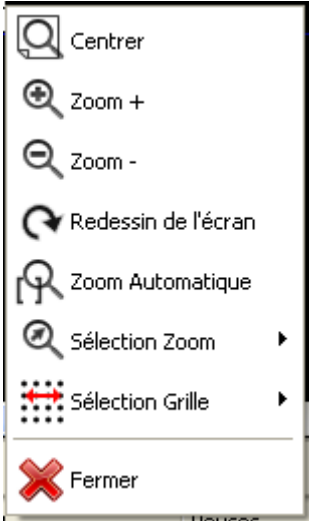 Centrer
Zoom +
Zoom -
Redessin de l'écran
Zoom Automatique
Sélection Zoom
Sélection Grille
Fermer